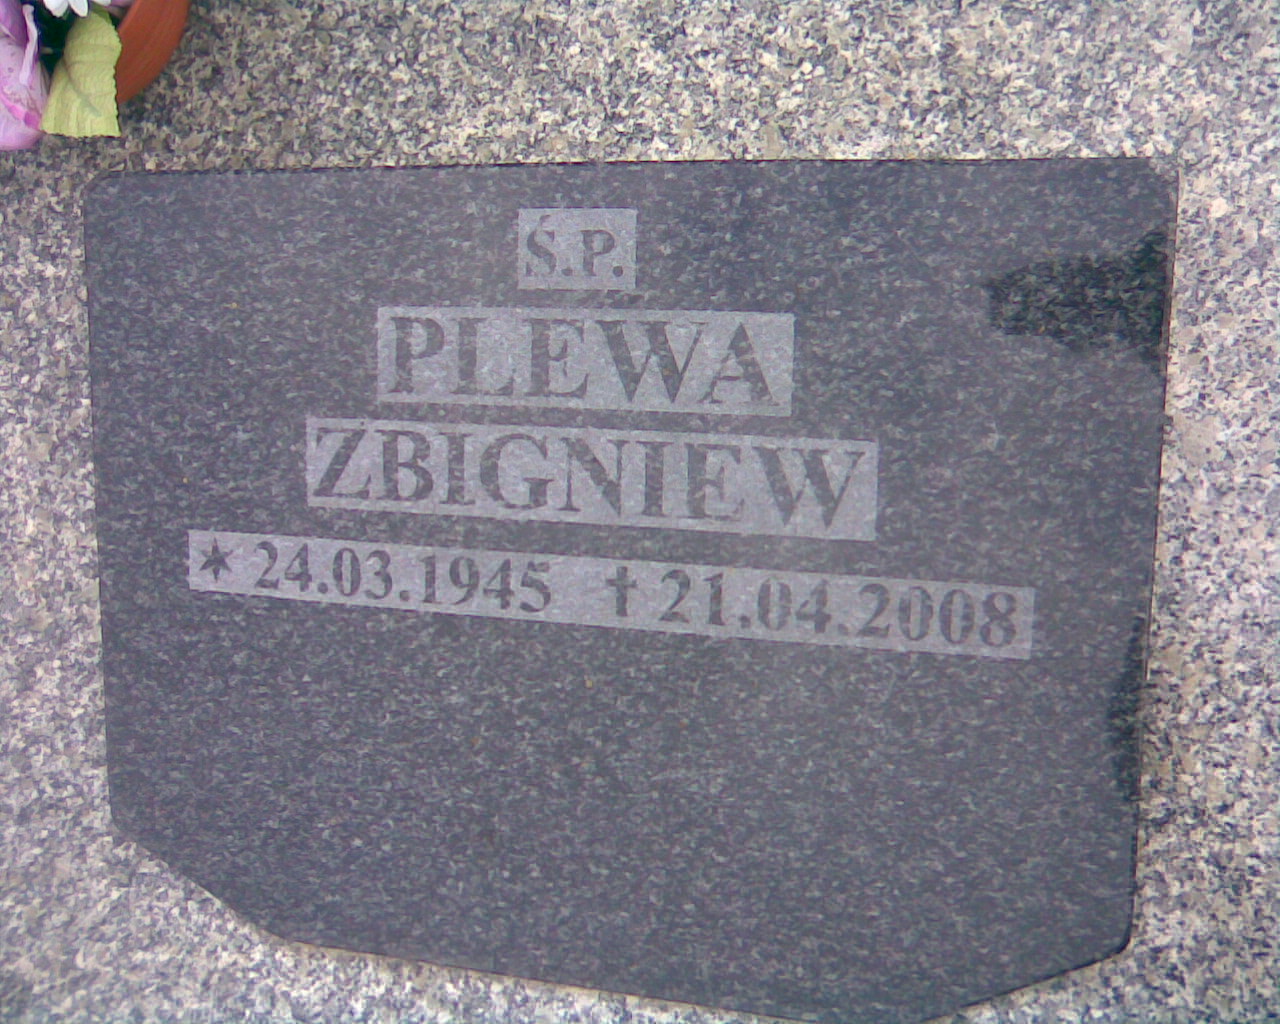 Ś.P.
PLEWA
ZBIGNIEW
✶ 24.03.1945 ✝ 21.04.2008